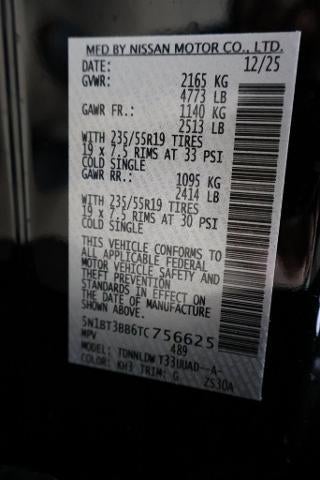 MFD BY NISSAN MOTOR CO., LTD.
DATE: 12/25
GVWR: 2165 KG
4773 LB
GAWR FR.: 1140 KG
2513 LB
WITH 235/55R19 TIRES
19 x 7.5 RIMS AT 33 PSI
COLD SINGLE
GAWR RR.: 1095 KG
2414 LB
WITH 235/55R19 TIRES
19 x 7.5 RIMS AT 30 PSI
COLD SINGLE
THIS VEHICLE CONFORMS TO
ALL APPLICABLE FEDERAL
MOTOR VEHICLE SAFETY AND
THEFT PREVENTION
STANDARDS IN EFFECT ON
THE DATE OF MANUFACTURE
SHOWN ABOVE.
5N1BT3BB6TC756625
MPV 489
MODEL: TDNNLDW T33UUAD--A-
COLOR: KH3 TRIM: G ZS30A